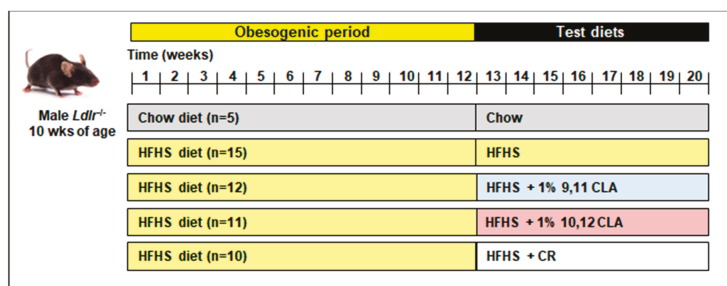 Obesogenic period Test diets
Time (weeks)
1 2 3 4 5 6 7 8 9 10 11 12 13 14 15 16 17 18 19 20
Male Ldlr-/-
10 wks of age
Chow diet (n=5) Chow
HFHS diet (n=15) HFHS
HFHS diet (n=12) HFHS + 1% 9,11 CLA
HFHS diet (n=11) HFHS + 1% 10,12 CLA
HFHS diet (n=10) HFHS + CR